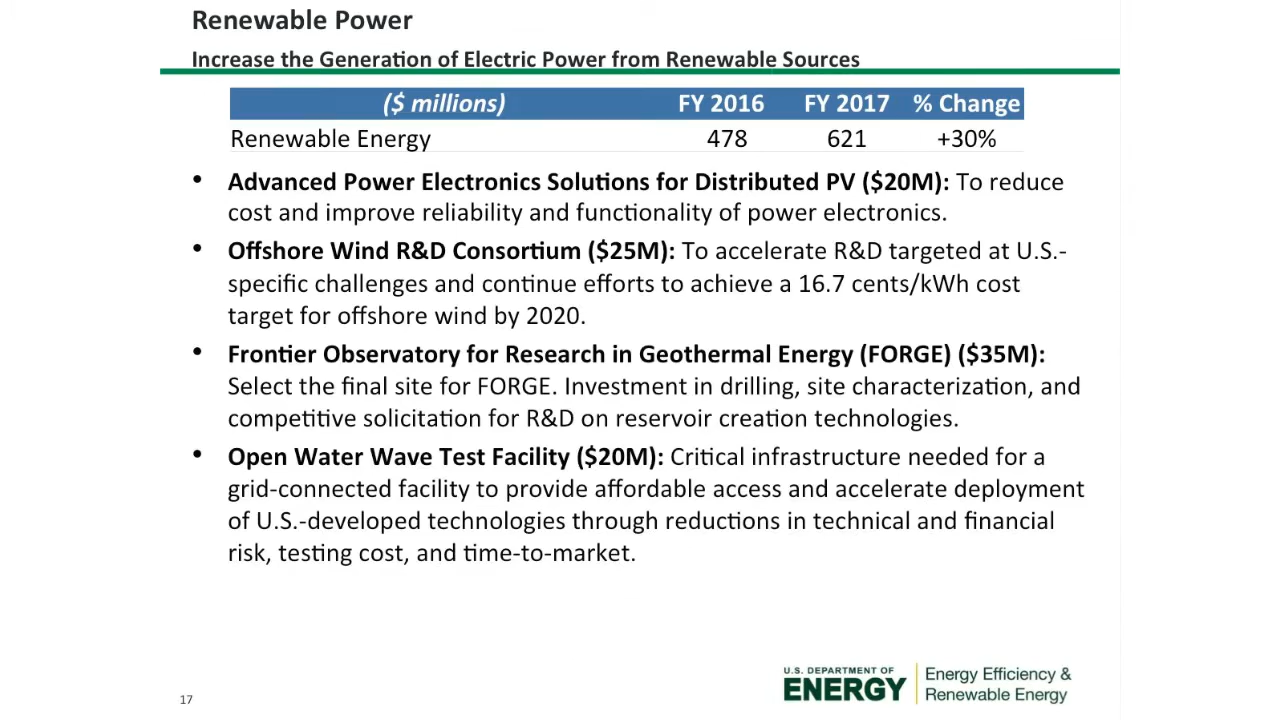 Renewable Power
Increase the Generation of Electric Power from Renewable Sources
($ millions) FY 2016 FY 2017 % Change
Renewable Energy 478 621 +30%
• Advanced Power Electronics Solutions for Distributed PV ($20M): To reduce
cost and improve reliability and functionality of power electronics.
• Offshore Wind R&D Consortium ($25M): To accelerate R&D targeted at U.S.-
specific challenges and continue efforts to achieve a 16.7 cents/kWh cost
target for offshore wind by 2020.
• Frontier Observatory for Research in Geothermal Energy (FORGE) ($35M):
Select the final site for FORGE. Investment in drilling, site characterization, and
competitive solicitation for R&D on reservoir creation technologies.
• Open Water Wave Test Facility ($20M): Critical infrastructure needed for a
grid-connected facility to provide affordable access and accelerate deployment
of U.S.-developed technologies through reductions in technical and financial
risk, testing cost, and time-to-market.
17
U.S. DEPARTMENT OF
ENERGY
Energy Efficiency &
Renewable Energy